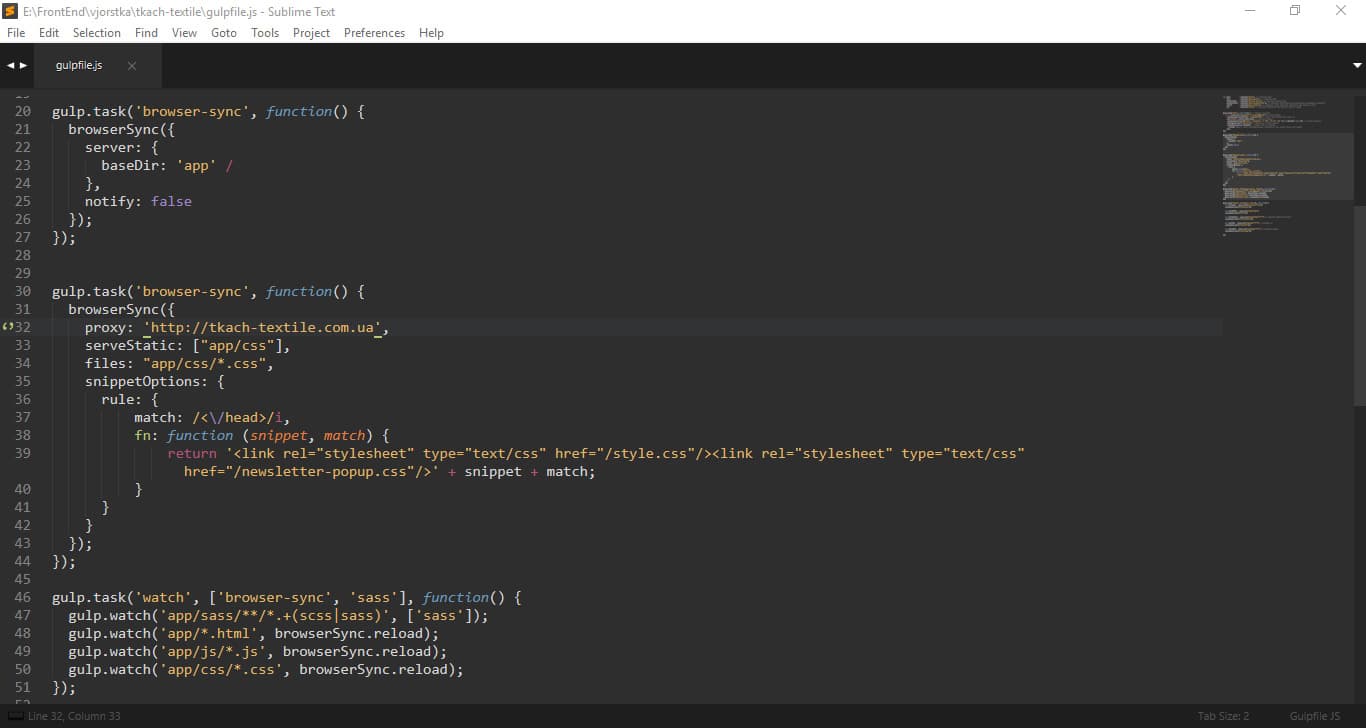 E:\FrontEnd\vjorstka\tkach-textile\gulpfile.js - Sublime Text
File Edit Selection Find View Goto Tools Project Preferences Help
gulpfile.js
20 gulp.task('browser-sync', function() {
21 browserSync({
22 server: {
23 baseDir: 'app' /
24 },
25 notify: false
26 });
27 });
28
29
30 gulp.task('browser-sync', function() {
31 browserSync({
32 proxy: 'http://tkach-textile.com.ua',
33 serveStatic: ["app/css"],
34 files: "app/css/*.css",
35 snippetOptions: {
36 rule: {
37 match: /<\/head>/i,
38 fn: function (snippet, match) {
39 return '<link rel="stylesheet" type="text/css" href="/style.css"/><link rel="stylesheet" type="text/css"
href="/newsletter-popup.css"/>' + snippet + match;
40 }
41 }
42 }
43 });
44 });
45
46 gulp.task('watch', ['browser-sync', 'sass'], function() {
47 gulp.watch('app/sass/**/*.+(scss|sass)', ['sass']);
48 gulp.watch('app/*.html', browserSync.reload);
49 gulp.watch('app/js/*.js', browserSync.reload);
50 gulp.watch('app/css/*.css', browserSync.reload);
51 });
Line 32, Column 33
Tab Size: 2
Gulpfile JS